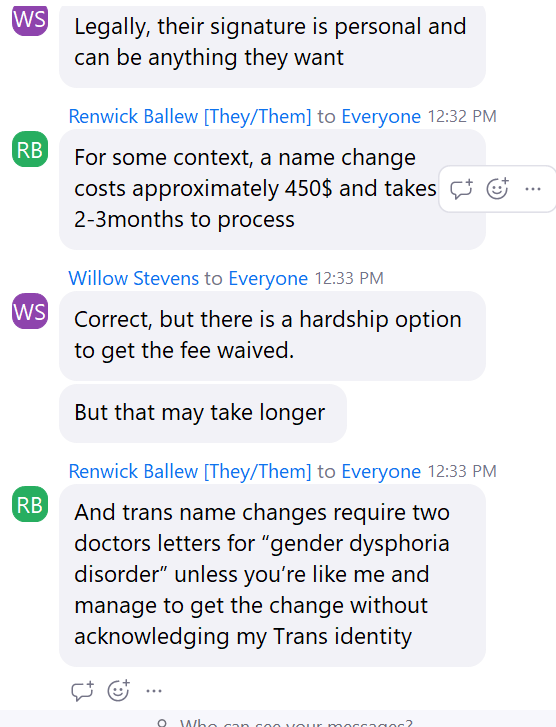 WS
Legally, their signature is personal and
can be anything they want
Renwick Ballew [They/Them] to Everyone 12:32 PM
RB
For some context, a name change
costs approximately 450$ and takes
2-3months to process
Willow Stevens to Everyone 12:33 PM
WS
Correct, but there is a hardship option
to get the fee waived.
But that may take longer
Renwick Ballew [They/Them] to Everyone 12:33 PM
RB
And trans name changes require two
doctors letters for “gender dysphoria
disorder” unless you’re like me and
manage to get the change without
acknowledging my Trans identity
Who can see your messages?